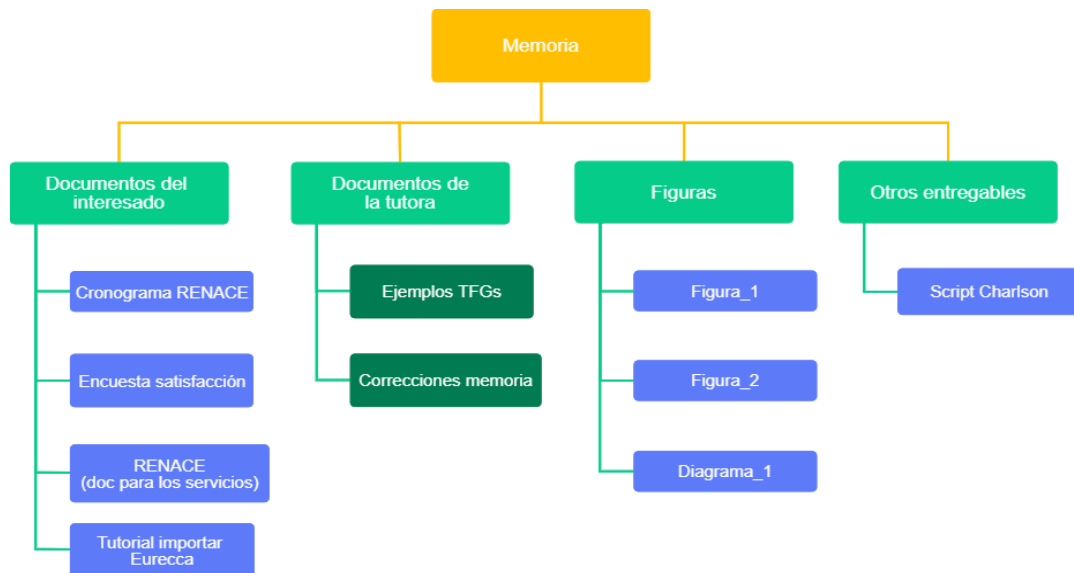 Memoria
Documentos del
interesado
Documentos de
la tutora
Figuras
Otros entregables
Cronograma RENACE
Encuesta satisfacción
RENACE
(doc para los servicios)
Tutorial importar
Eurecca
Ejemplos TFGs
Correcciones memoria
Figura_1
Figura_2
Diagrama_1
Script Charlson